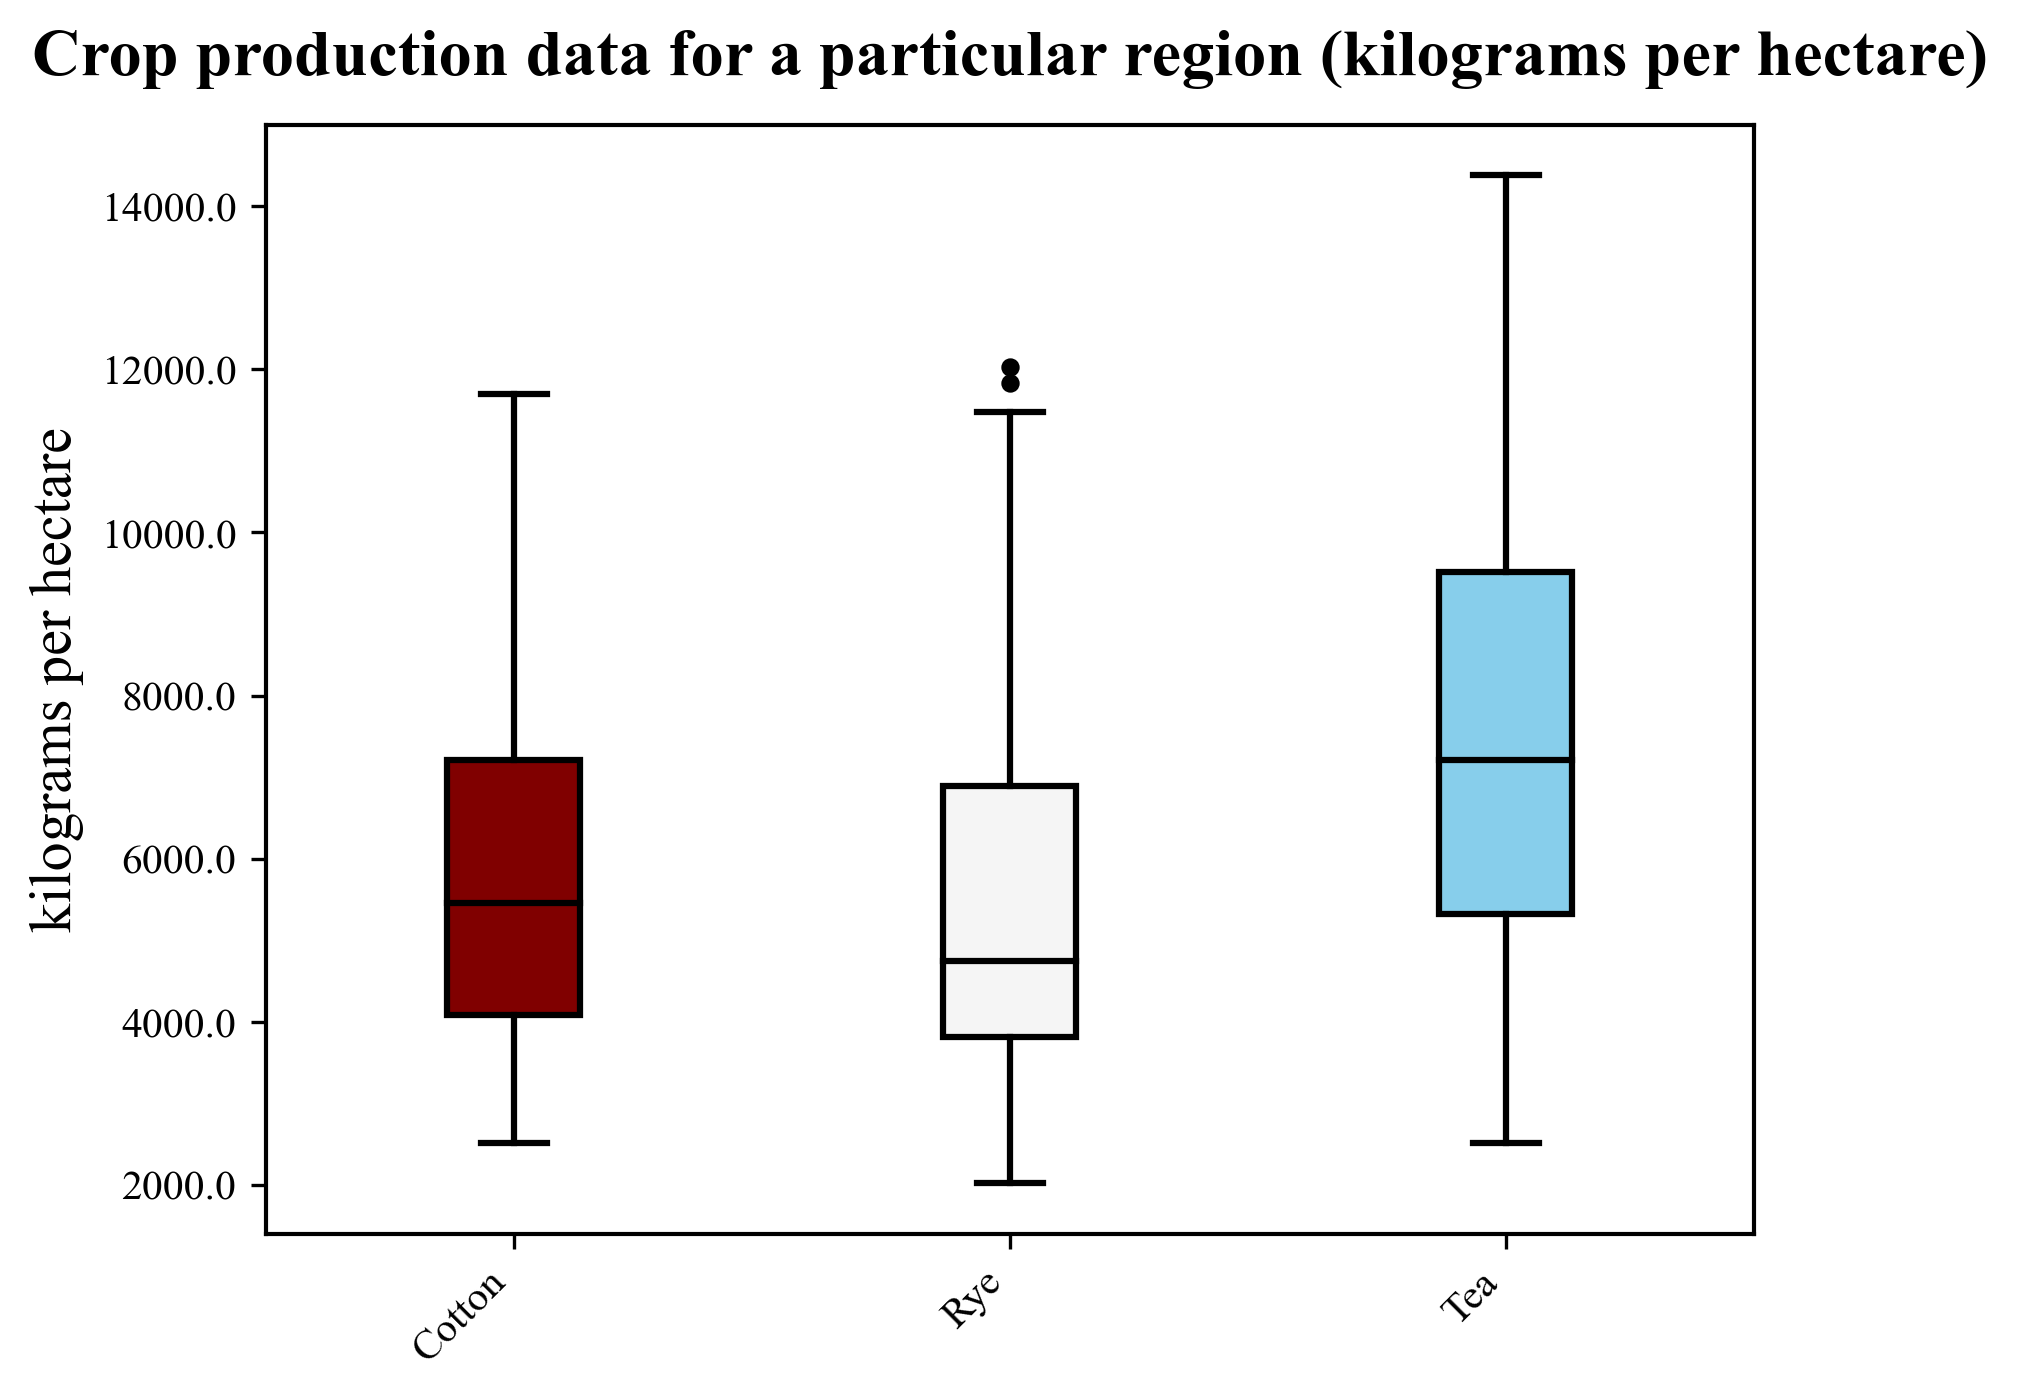 Crop production data for a particular region (kilograms per hectare)
kilograms per hectare
14000.0
12000.0
10000.0
8000.0
6000.0
4000.0
2000.0
Cotton
Rye
Tea